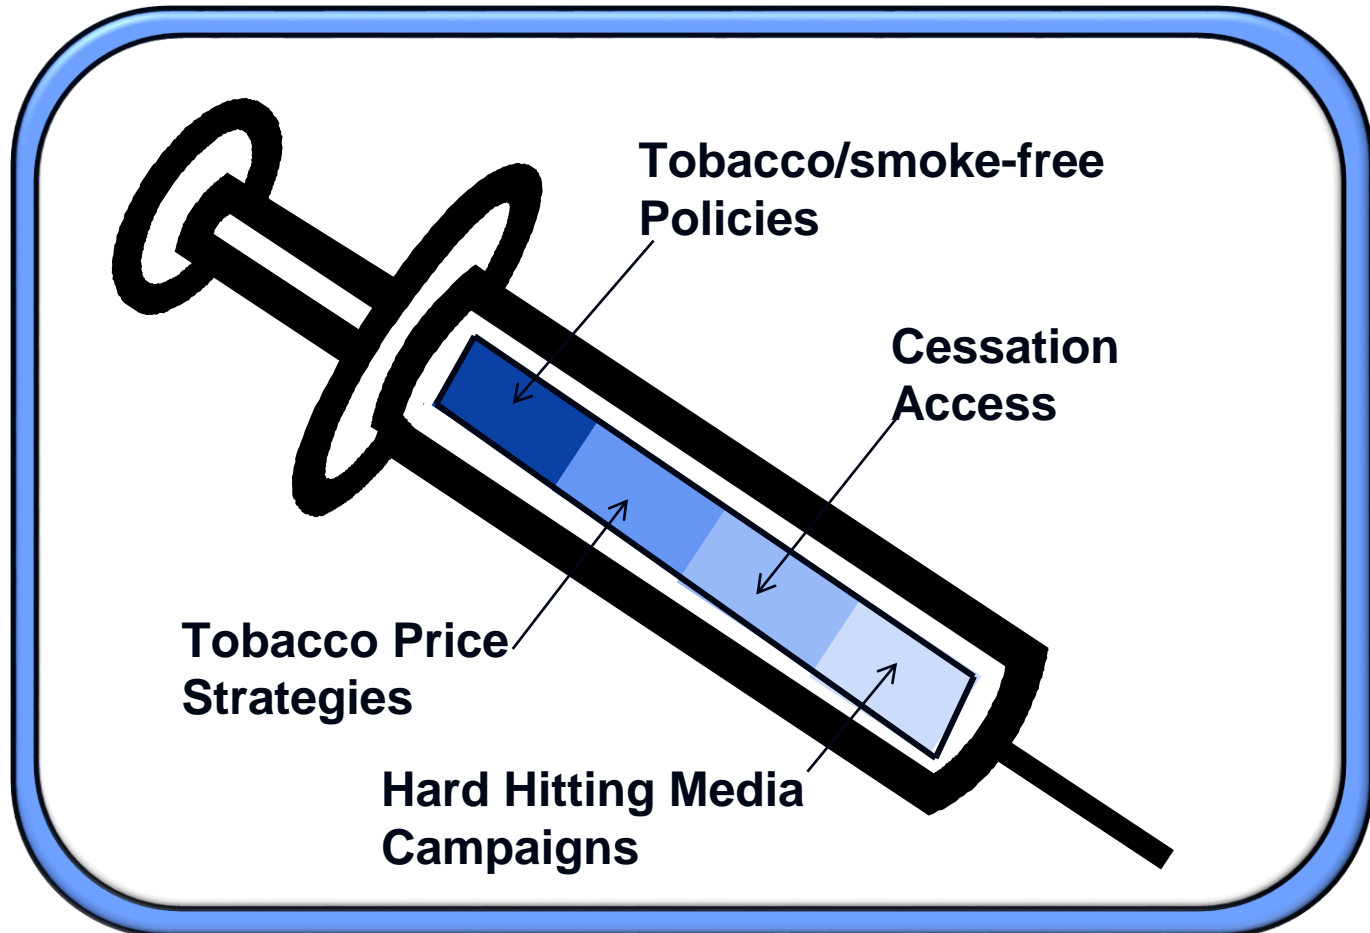 Tobacco/smoke-free
Policies
Cessation
Access
Tobacco Price
Strategies
Hard Hitting Media
Campaigns